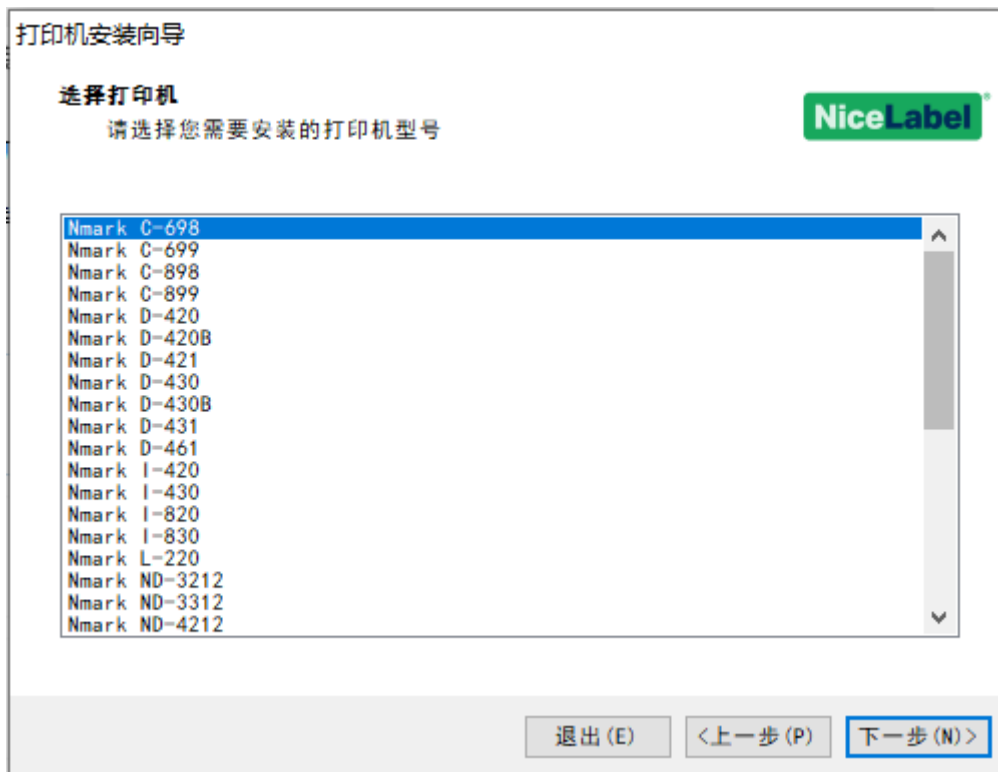 打印机安装向导
选择打印机
请选择您需要安装的打印机型号
NiceLabel
Nmark C-698
Nmark C-699
Nmark C-898
Nmark C-899
Nmark D-420
Nmark D-420B
Nmark D-421
Nmark D-430
Nmark D-430B
Nmark D-431
Nmark D-461
Nmark I-420
Nmark I-430
Nmark I-820
Nmark I-830
Nmark L-220
Nmark ND-3212
Nmark ND-3312
Nmark ND-4212
退出(E) <上一步(P) 下一步(N)>